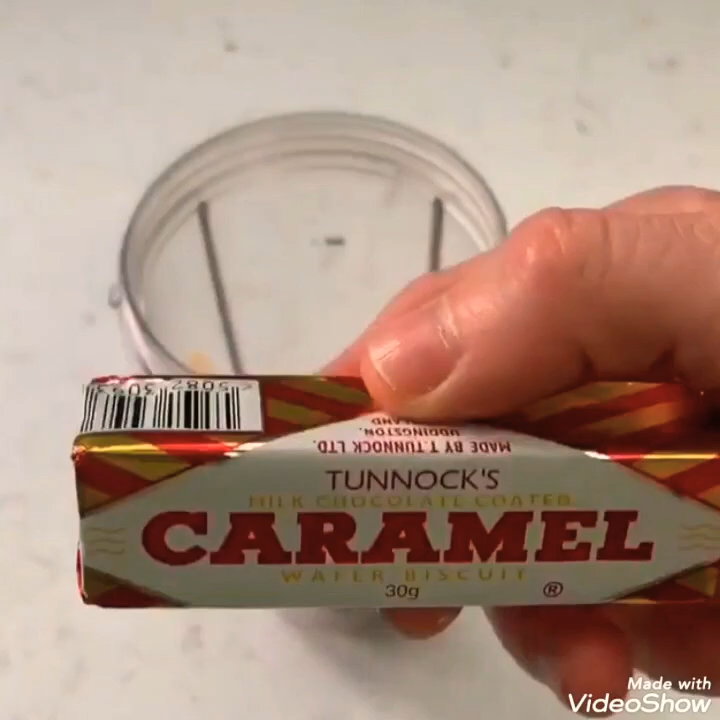 MADE BY T.TUNNOCK LTD.
UDDINGSTON.
TUNNOCK'S
MILK CHOCOLATE COATED
CARAMEL
WAFER BISCUIT
30g
®
Made with
VideoShow